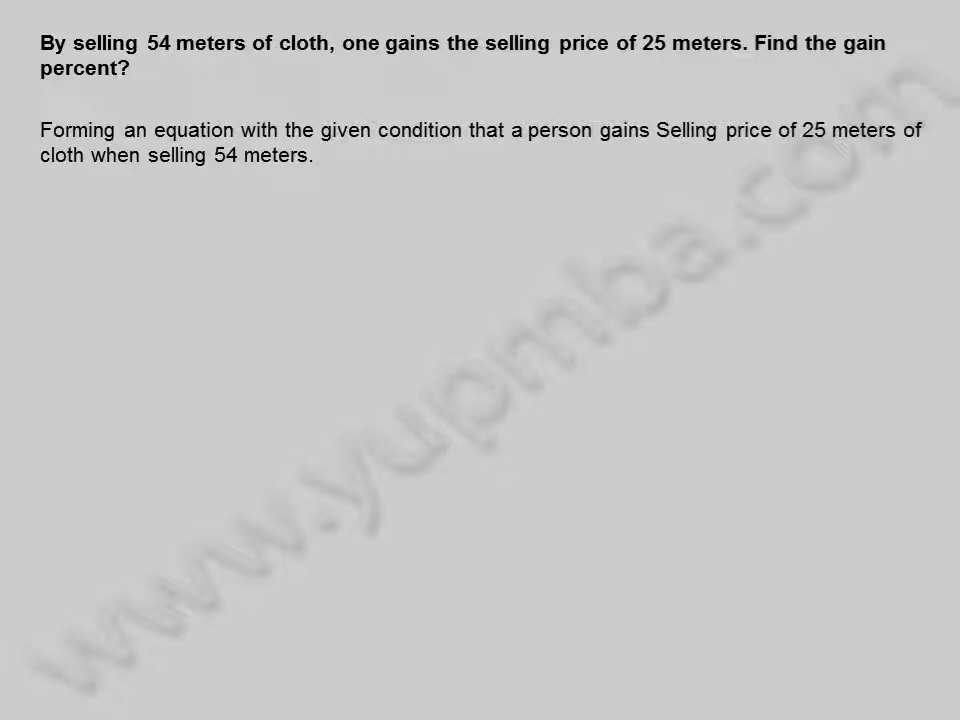 By selling 54 meters of cloth, one gains the selling price of 25 meters. Find the gain
percent?
Forming an equation with the given condition that a person gains Selling price of 25 meters of
cloth when selling 54 meters.
www.yupmba.com